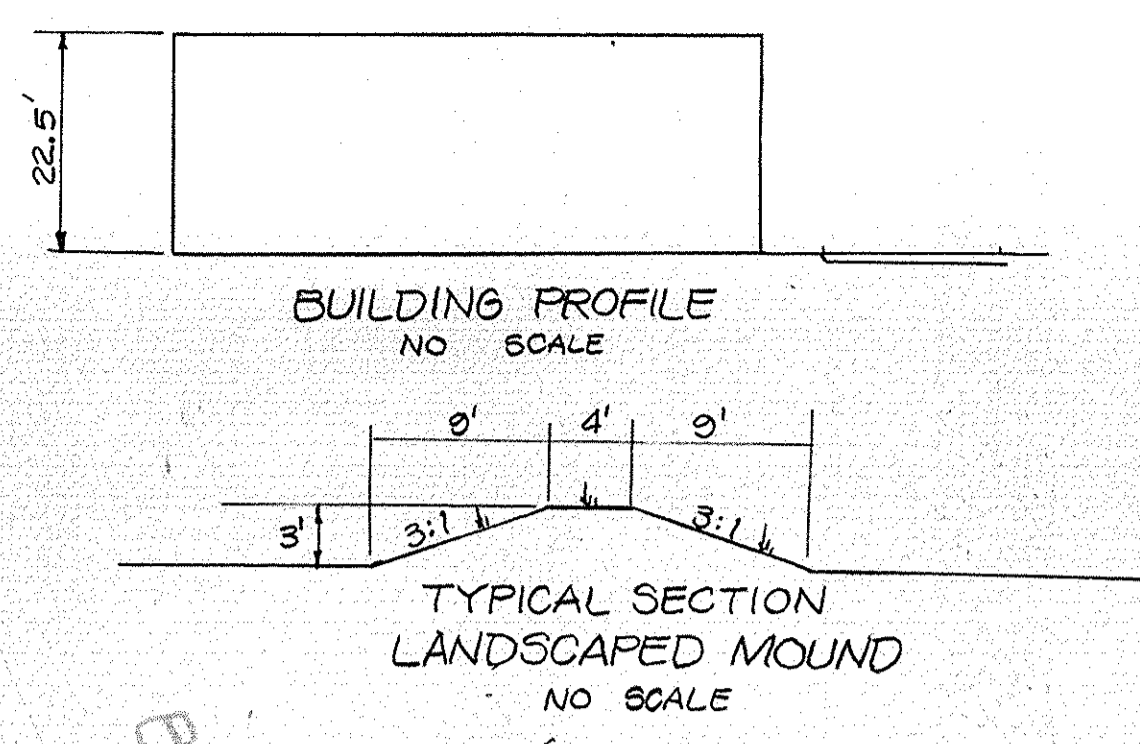 22.5'
BUILDING PROFILE
NO SCALE
9' 4' 9'
3' 3:1 3:1
TYPICAL SECTION
LANDSCAPED MOUND
NO SCALE